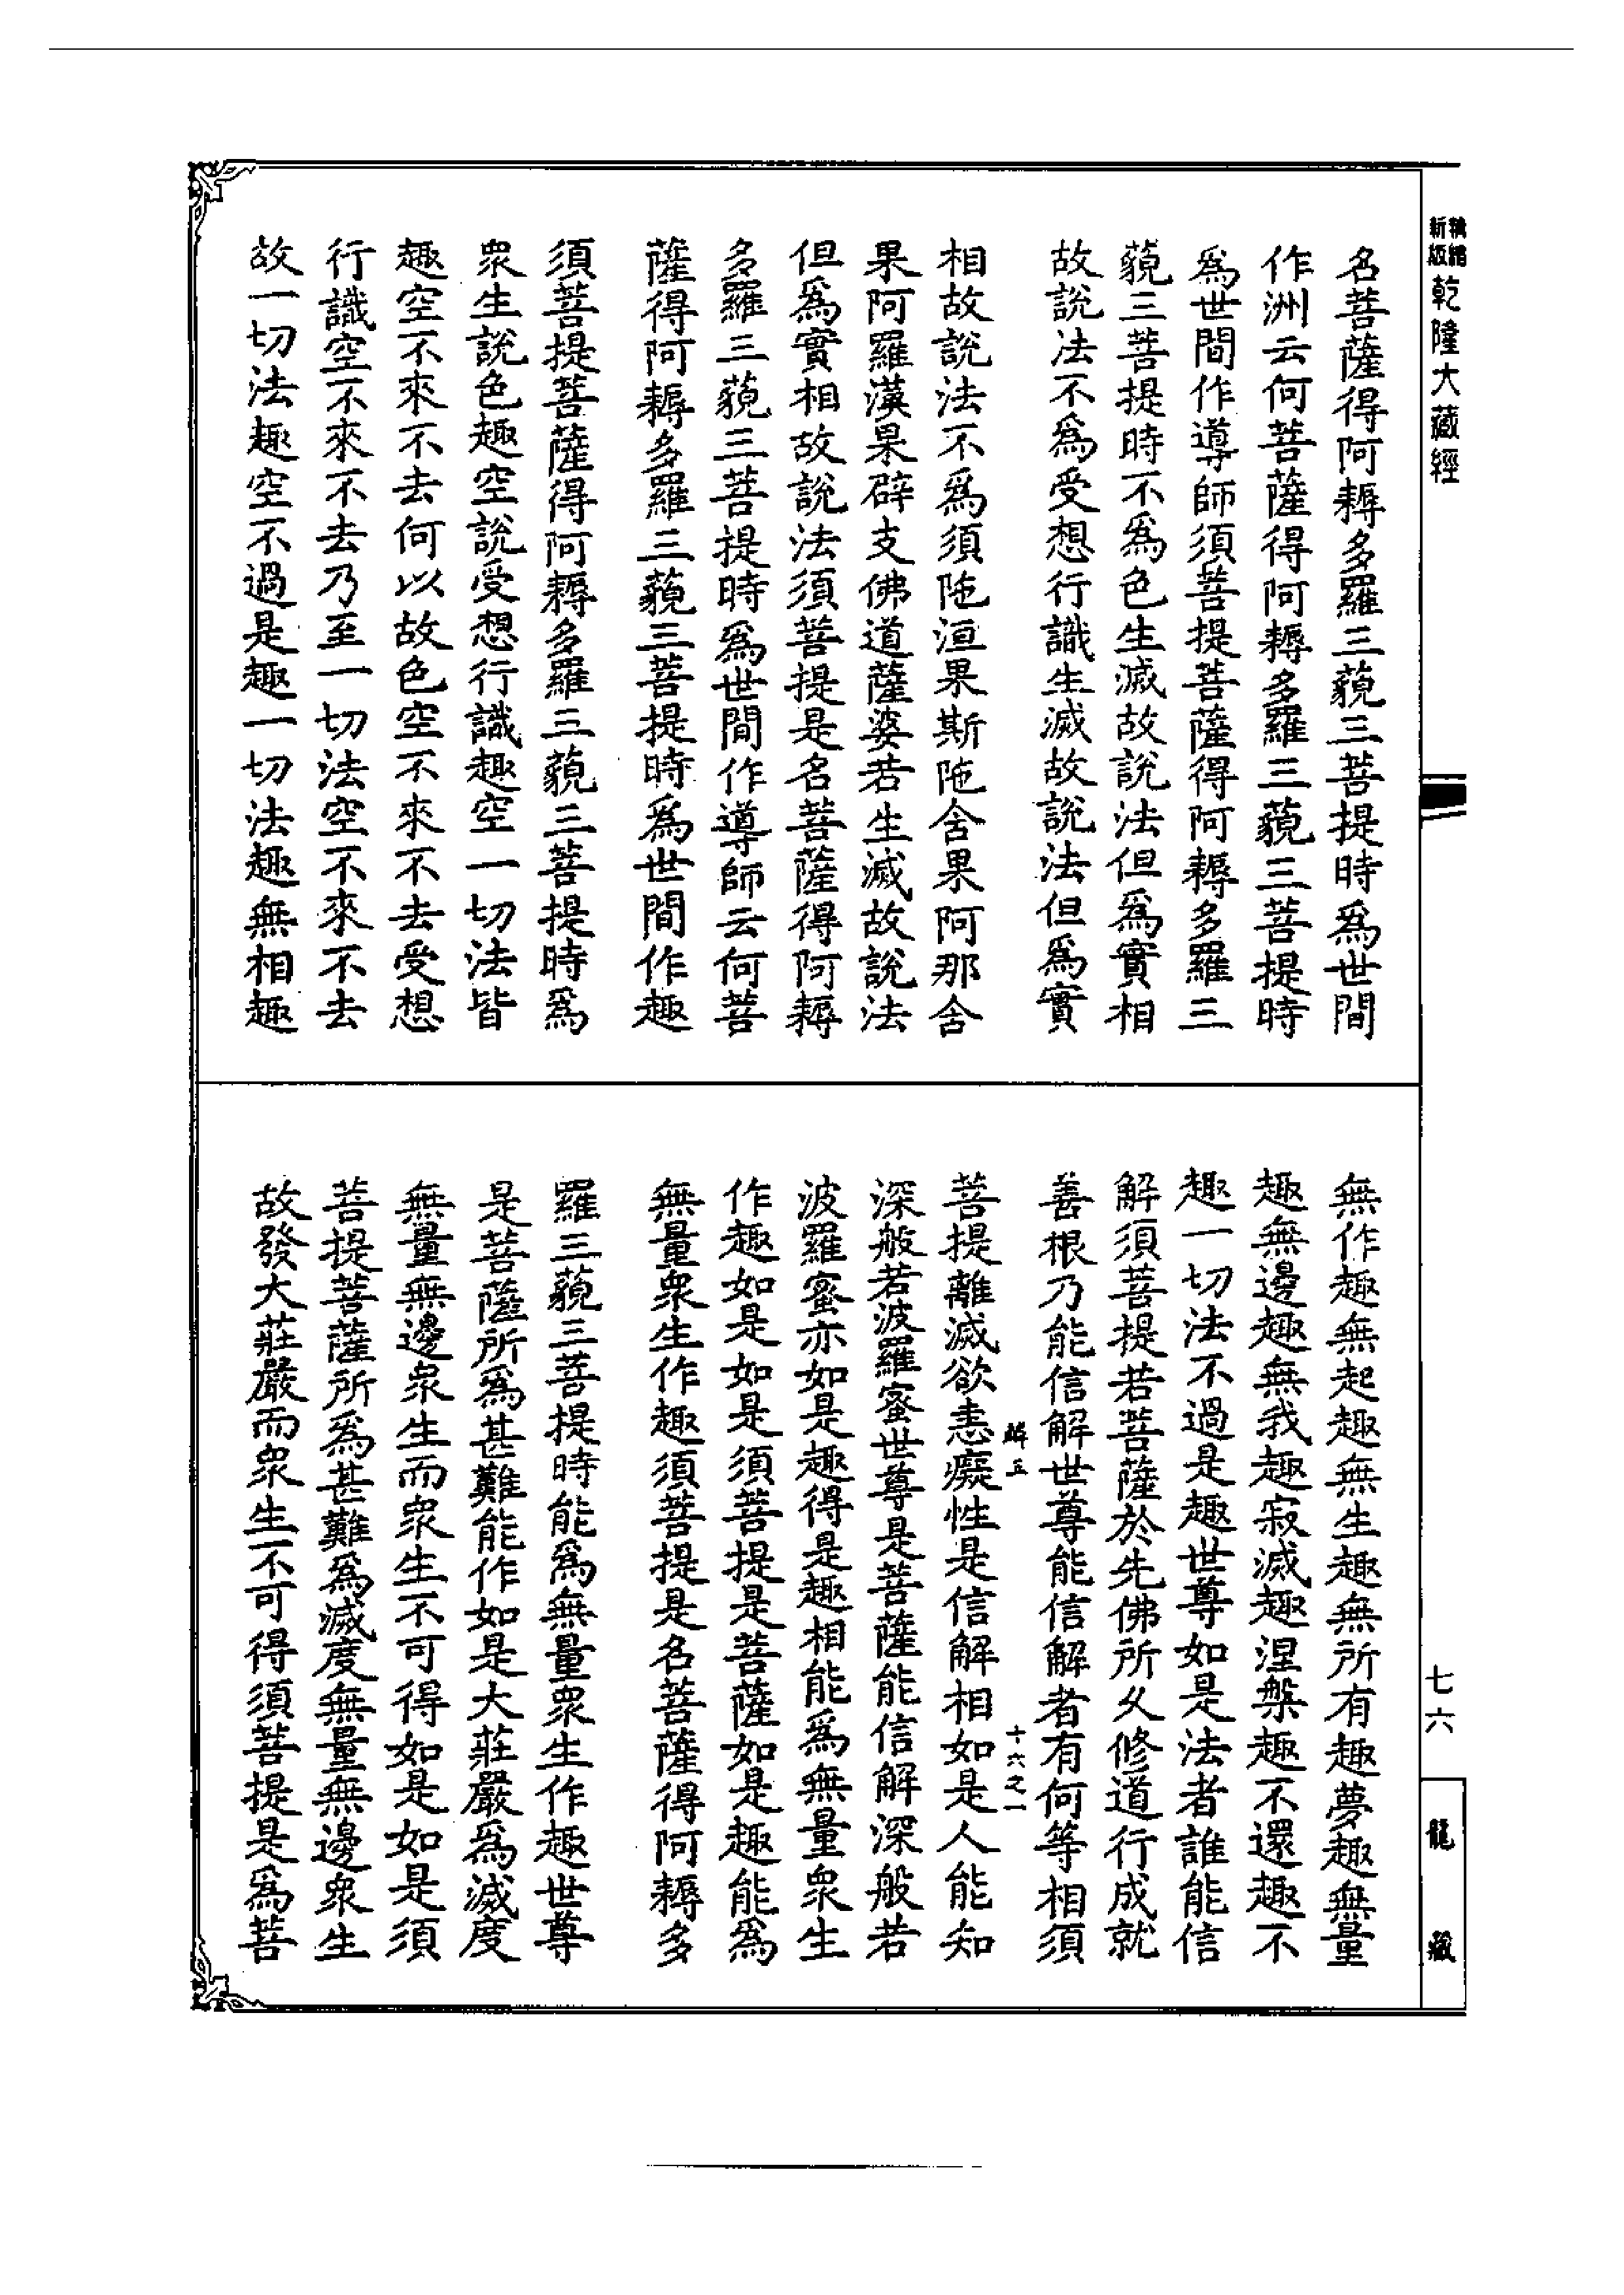 新縮
版縮
乾隆大藏經
七六
龍藏
名菩薩得阿耨多羅三藐三菩提時爲世間
作洲云何菩薩得阿耨多羅三藐三菩提時
爲世間作導師須菩提菩薩得阿耨多羅三
藐三菩提時不爲色生滅故說法但爲實相
故說法不爲受想行識生滅故說法但爲實
相故說法不爲須陁洹果斯陁含果阿那含
果阿羅漢果辟支佛道薩婆若生滅故說法
但爲實相故說法須菩提是名菩薩得阿耨
多羅三藐三菩提時爲世間作導師云何菩
薩得阿耨多羅三藐三菩提時爲世間作趣
須菩提菩薩得阿耨多羅三藐三菩提時爲
衆生說色趣空說受想行識趣空一切法皆
趣空不來不去何以故色空不來不去受想
行識空不來不去乃至一切法空不來不去
故一切法趣空不過是趣一切法趣無相趣
無作趣無起趣無生趣無所有趣夢趣無量
趣無邊趣無我趣寂滅趣涅槃趣不還趣不
趣一切法不過是趣世尊如是法者誰能信
解須菩提若菩薩於先佛所久修道行成就
善根乃能信解世尊能信解者有何等相須
十六之一
菩提離滅欲恚癡性是信解相如是人能知
深般若波羅蜜世尊是菩薩能信解深般若
波羅蜜亦如是趣得是趣相能爲無量衆生
作趣如是如是須菩提是菩薩如是趣能爲
無量衆生作趣須菩提是名菩薩得阿耨多
羅三藐三菩提時能爲無量衆生作趣世尊
是菩薩所爲甚難能作如是大莊嚴爲滅度
無量無邊衆生而衆生不可得如是如是須
菩提菩薩所爲甚難爲滅度無量無邊衆生
故發大莊嚴而衆生不可得須菩提是爲菩